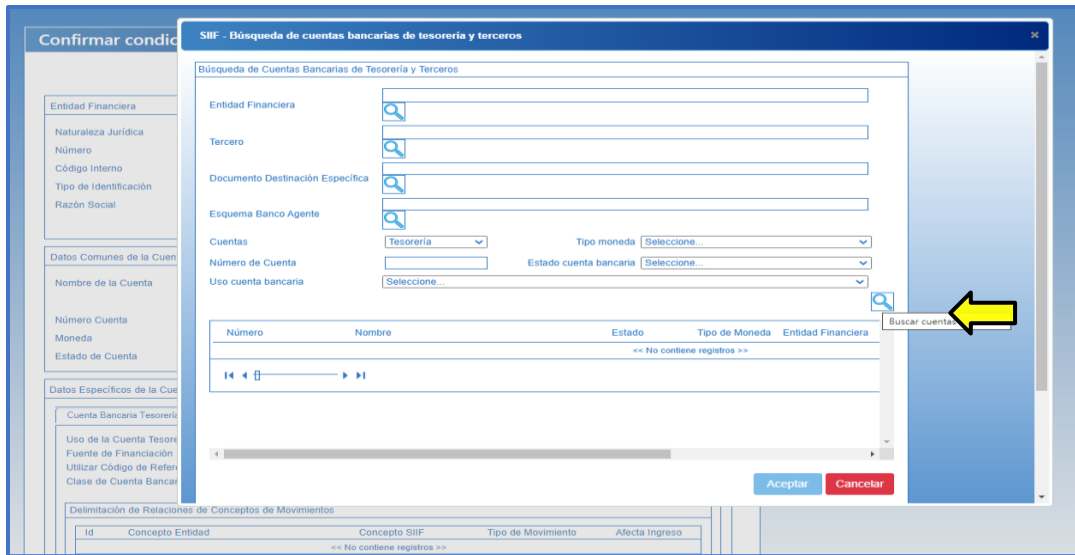 Confirmar condic
SIIF - Búsqueda de cuentas bancarias de tesoreria y terceros
Búsqueda de Cuentas Bancarias de Tesorería y Terceros
Entidad Financiera
Tercero
Documento Destinación Específica
Esquema Banco Agente
Cuentas Tesorería Tipo moneda Seleccione...
Número de Cuenta Estado cuenta bancaria Seleccione...
Uso cuenta bancaria Seleccione...
Buscar cuentas
Número Nombre Estado Tipo de Moneda Entidad Financiera
<< No contiene registros >>
Aceptar Cancelar
Entidad Financiera
Naturaleza Jurídica
Número
Código Interno
Tipo de Identificación
Razón Social
Datos Comunes de la Cuen
Nombre de la Cuenta
Número Cuenta
Moneda
Estado de Cuenta
Datos Específicos de la Cue
Cuenta Bancaria Tesorería
Uso de la Cuenta Tesore
Fuente de Financiación
Utilizar Código de Refere
Clase de Cuenta Bancar
Delimitación de Relaciones de Conceptos de Movimientos
Id Concepto Entidad Concepto SIIF Tipo de Movimiento Afecta Ingreso
<< No contiene registros >>